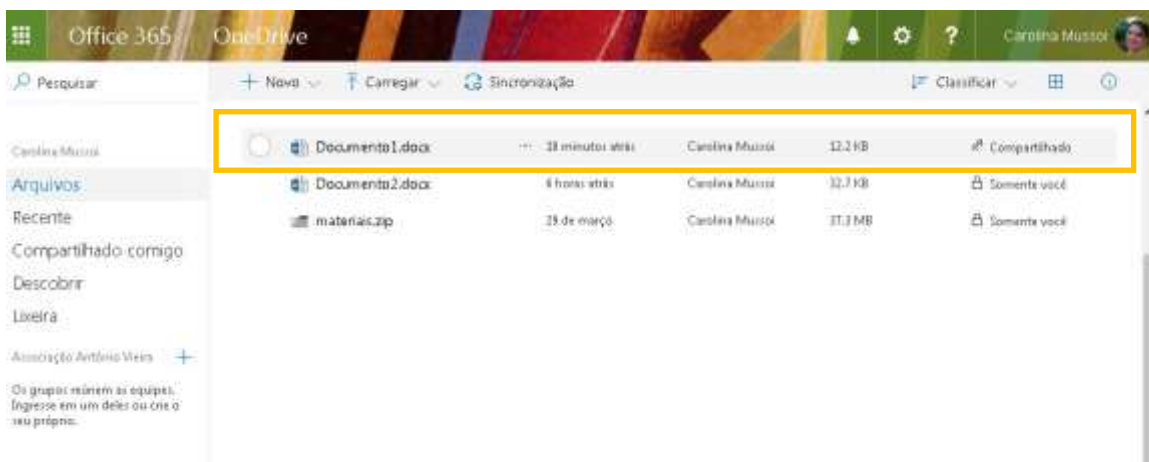 Office 365
OneDrive
?
Carolina Mussoi
Pesquisar
Novo
Carregar
Sincronização
Classificar
Carolina Mussoi
Documento1.docx
... 28 minutos atrás
Carolina Mussoi
12.2 KB
Compartilhado
Arquivos
Documento2.docx
6 horas atrás
Carolina Mussoi
12.7 KB
Somente você
Recente
materiais.zip
29 de março
Carolina Mussoi
37.3 MB
Somente você
Compartilhado comigo
Descobrir
Lixeira
Associação Antônio Vieira
Os grupos reúnem as equipes.
Ingresse em um deles ou crie o
seu próprio.